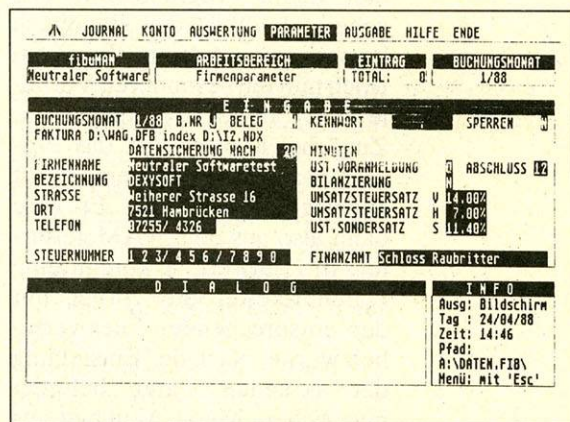 JOURNAL KONTO AUSWERTUNG PARAMETER AUSGABE HILFE ENDE
fibuMAN ARBEITSBEREICH EINTRAG BUCHUNGSMONAT
Neutraler Software Firmenparameter TOTAL: 0 1/88
E I N G A B E
BUCHUNGSMONAT 1/88 B.NR J BELEG KENNWORT SPERREN
FAKTURA D:\WAG.DFB index D:\I2.NDX
DATENSICHERUNG NACH 20 MINUTEN
FIRMENNAME Neutraler Softwaretest UST.VORANMELDUNG ABSCHLUSS 12
BEZEICHNUNG DEXYSOFT BILANZIERUNG N
STRASSE Weiherer Strasse 16 UMSATZSTEUERSATZ V 14.00%
ORT 7521 Hambrücken UMSATZSTEUERSATZ H 7.00%
TELEFON 07255/ 4326 UST.SONDERSATZ S 11.40%
STEUERNUMMER 1 2 3/ 4 5 6 / 7 8 9 0 FINANZAMT Schloss Raubritter
D I A L O G I N F O
Ausg: Bildschirm
Tag : 24/04/88
Zeit: 14:46
Pfad:
A:\DATEN.FIB\
Menü: mit 'Esc'